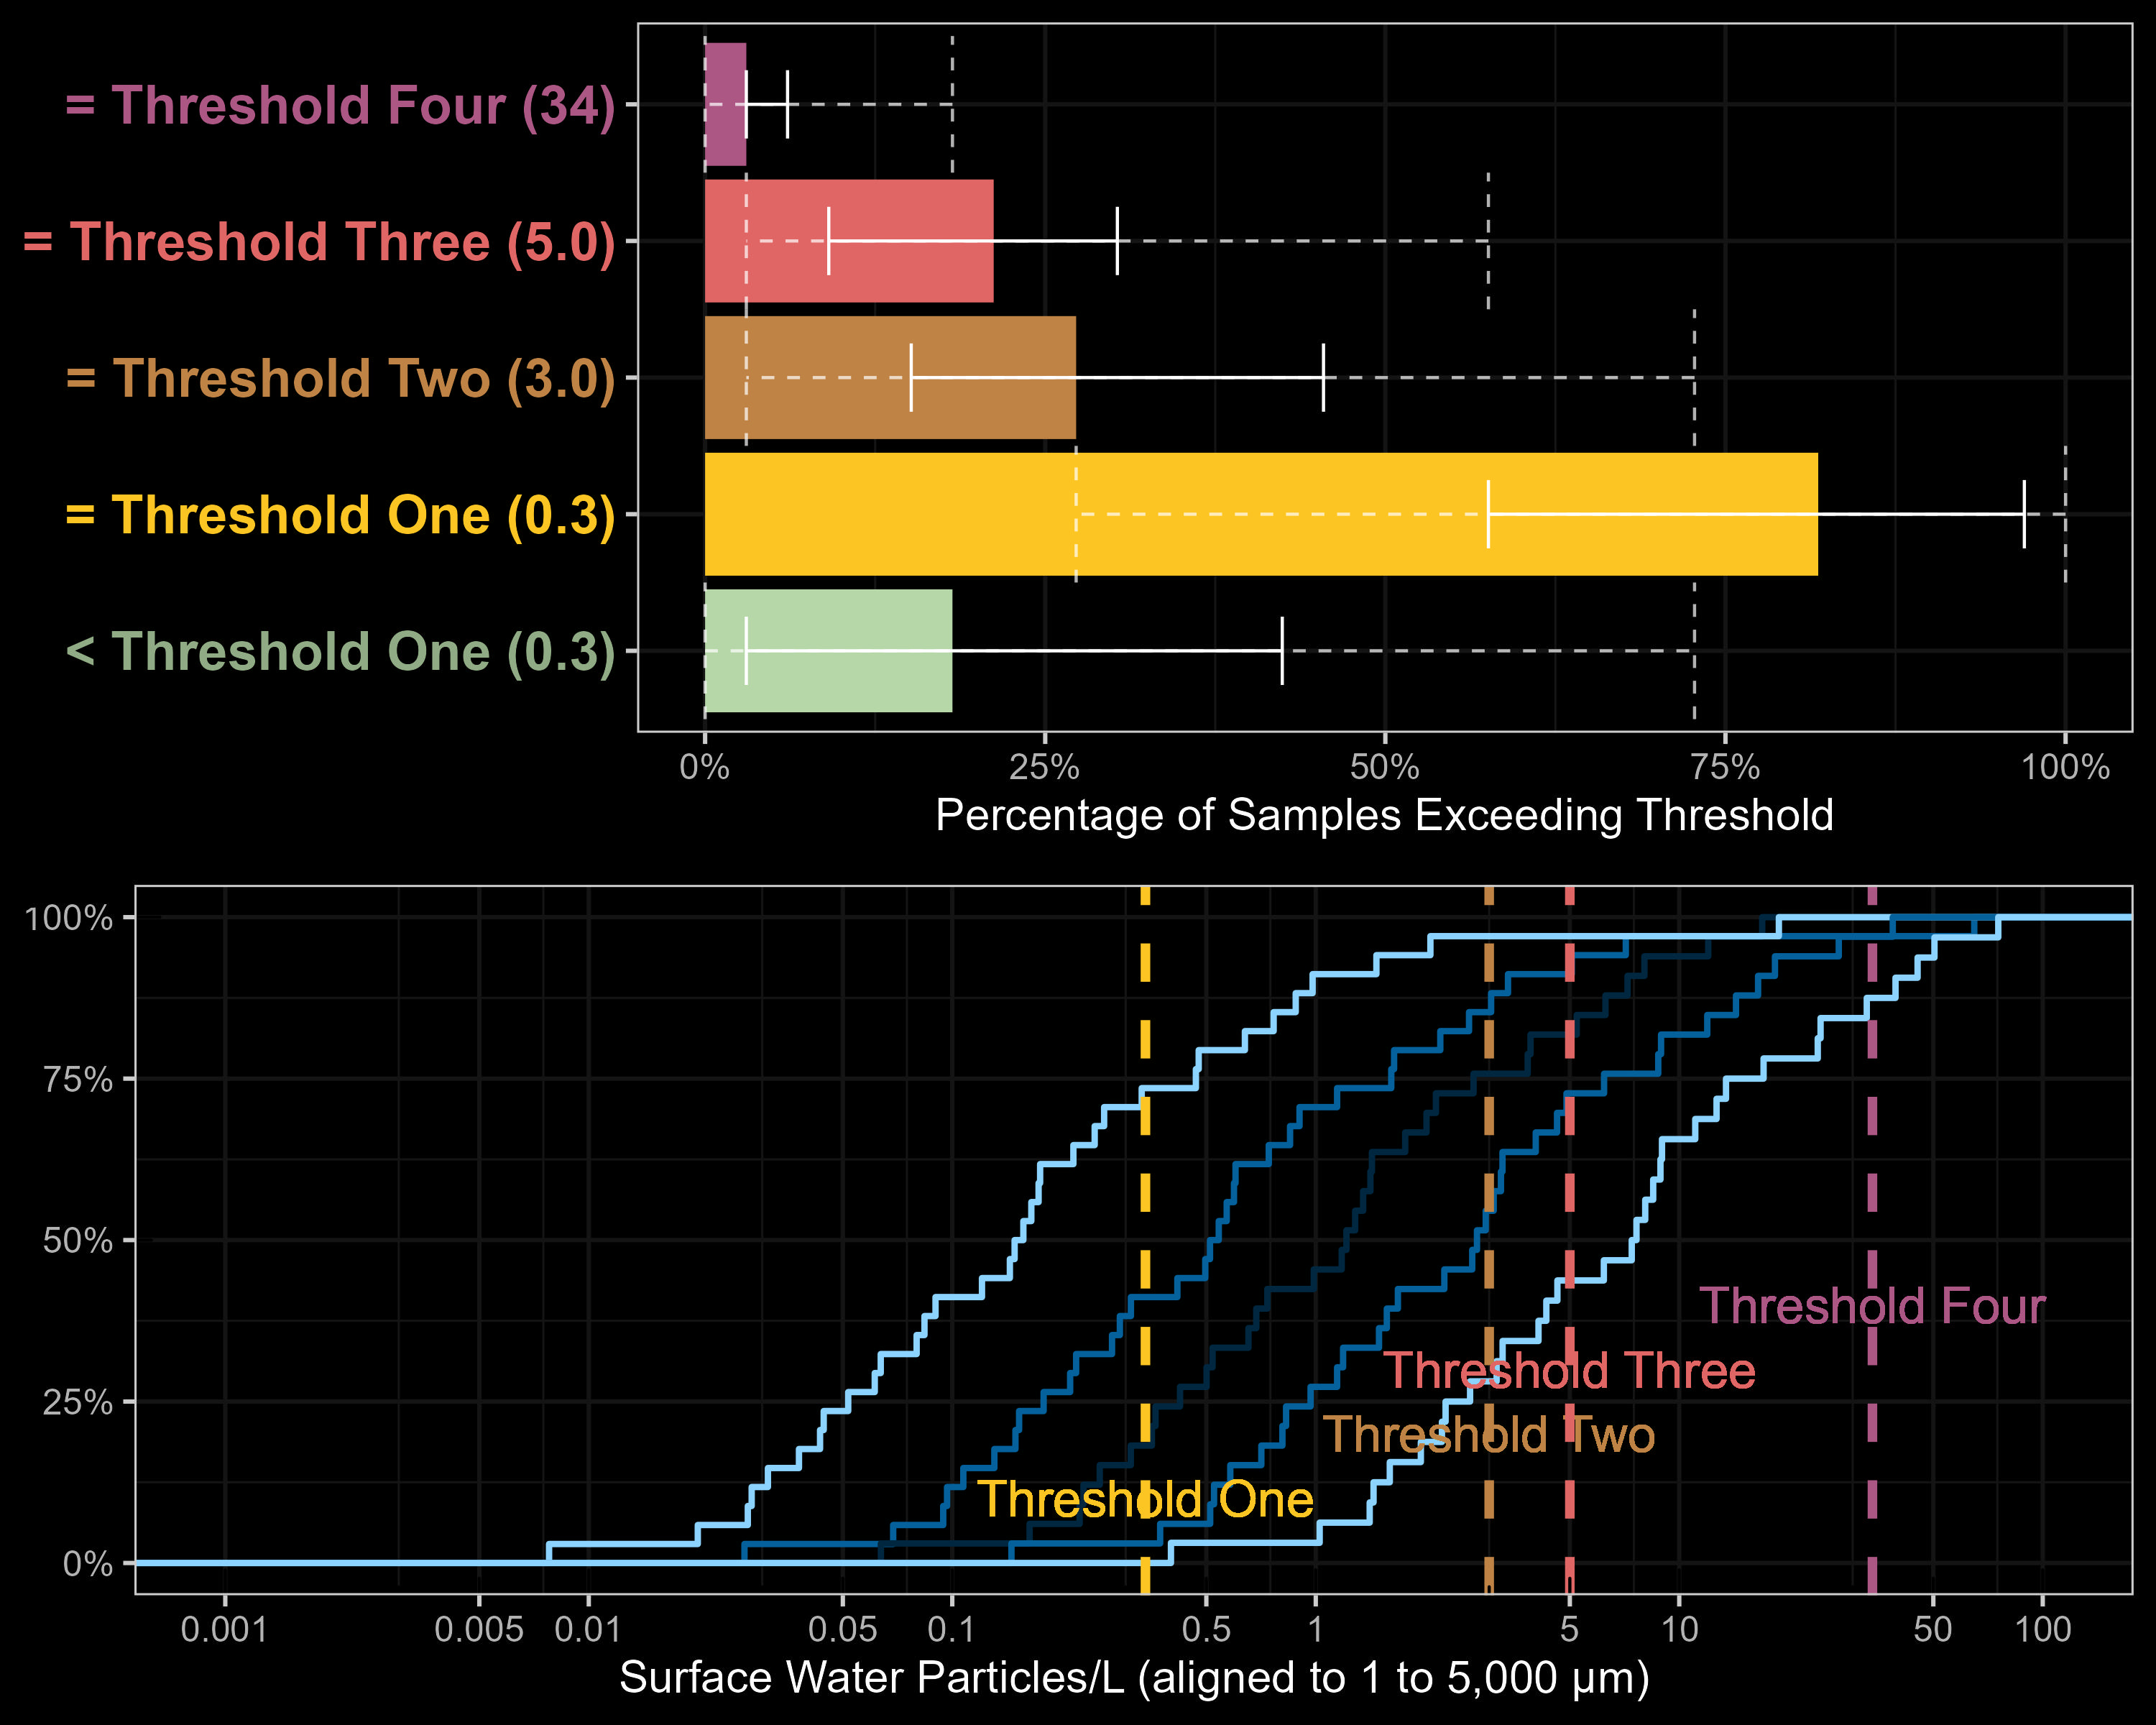 = Threshold Four (34)
= Threshold Three (5.0)
= Threshold Two (3.0)
= Threshold One (0.3)
< Threshold One (0.3)
0% 25% 50% 75% 100%
Percentage of Samples Exceeding Threshold
100%
75%
50%
25%
0%
Threshold Four
Threshold Three
Threshold Two
Threshold One
0.001 0.005 0.01 0.05 0.1 0.5 1 5 10 50 100
Surface Water Particles/L (aligned to 1 to 5,000 µm)